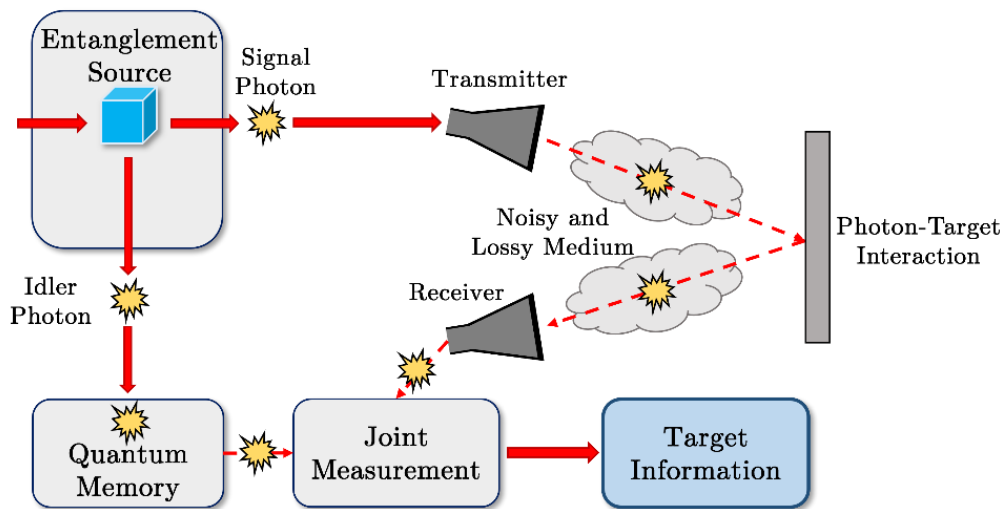 Entanglement
Source
Signal
Photon
Transmitter
Noisy and
Lossy Medium
Photon-Target
Interaction
Idler
Photon
Receiver
Quantum
Memory
Joint
Measurement
Target
Information